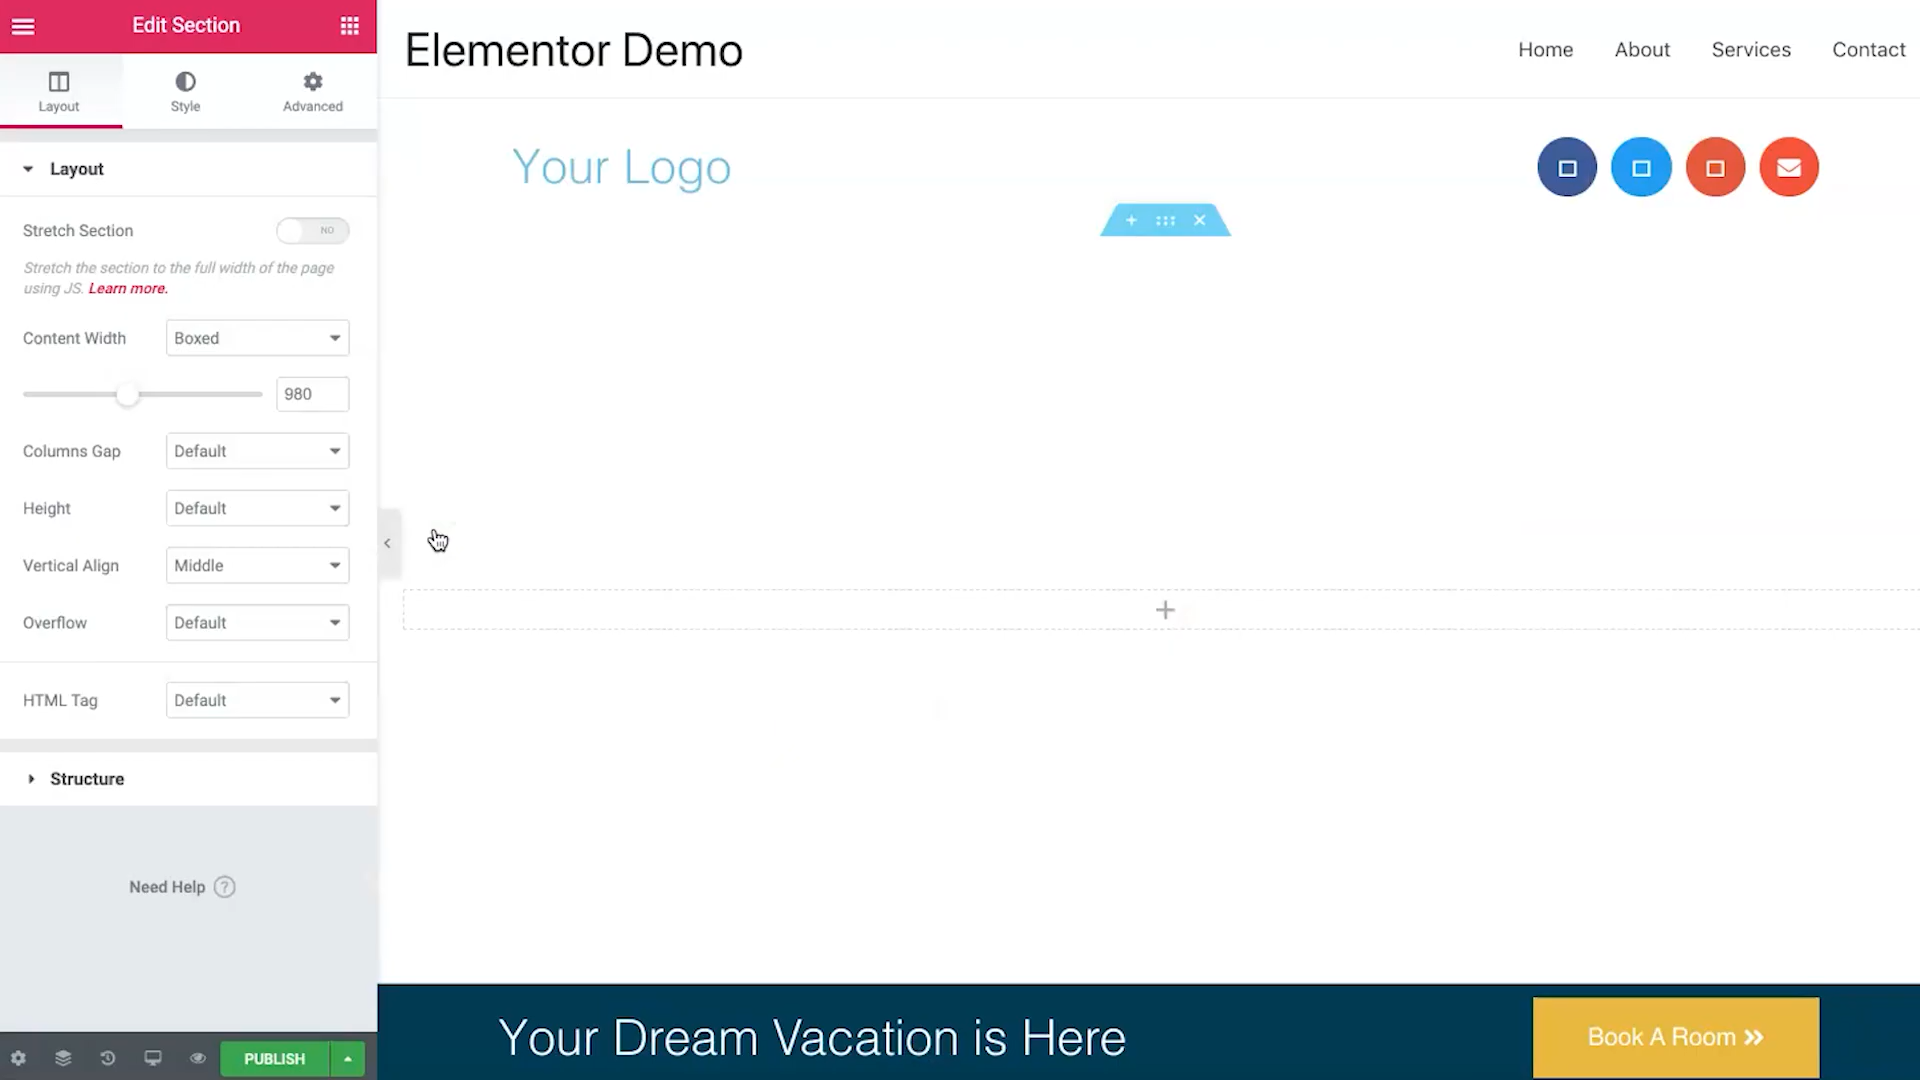 Edit Section
Layout
Style
Advanced
Layout
Stretch Section
NO
Stretch the section to the full width of the page
using JS. Learn more.
Content Width
Boxed
980
Columns Gap
Default
Height
Default
Vertical Align
Middle
Overflow
Default
HTML Tag
Default
Structure
Need Help ?
PUBLISH
Elementor Demo
Home
About
Services
Contact
Your Logo
Your Dream Vacation is Here
Book A Room »